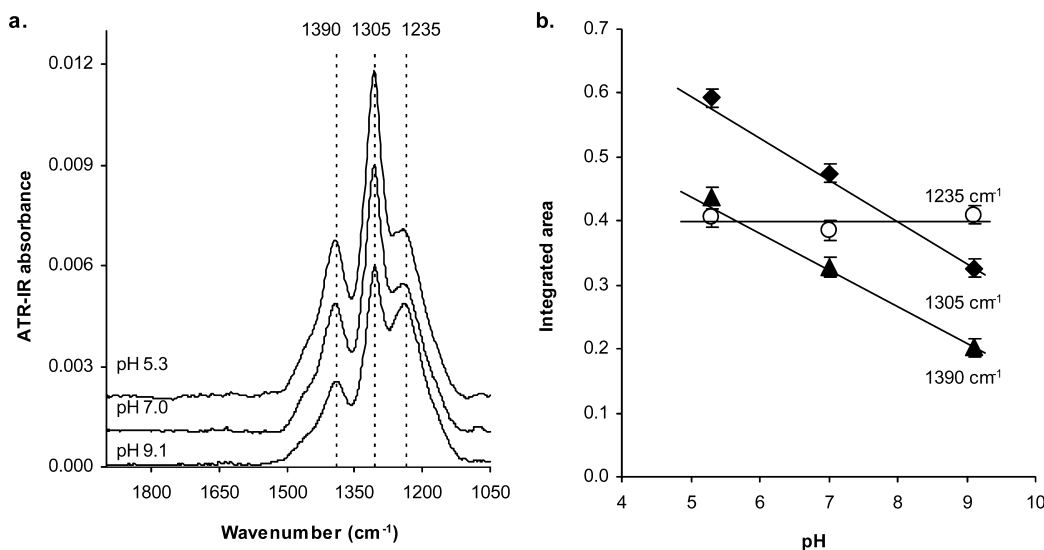 a.
1390 1305 1235
0.012
0.009
0.006
0.003
0.000
ATR-IR absorbance
pH 5.3
pH 7.0
pH 9.1
1800 1650 1500 1350 1200 1050
Wavenumber (cm-1)
b.
0.7
0.6
0.5
0.4
0.3
0.2
0.1
0.0
Integrated area
1235 cm-1
1305 cm-1
1390 cm-1
4 5 6 7 8 9 10
pH